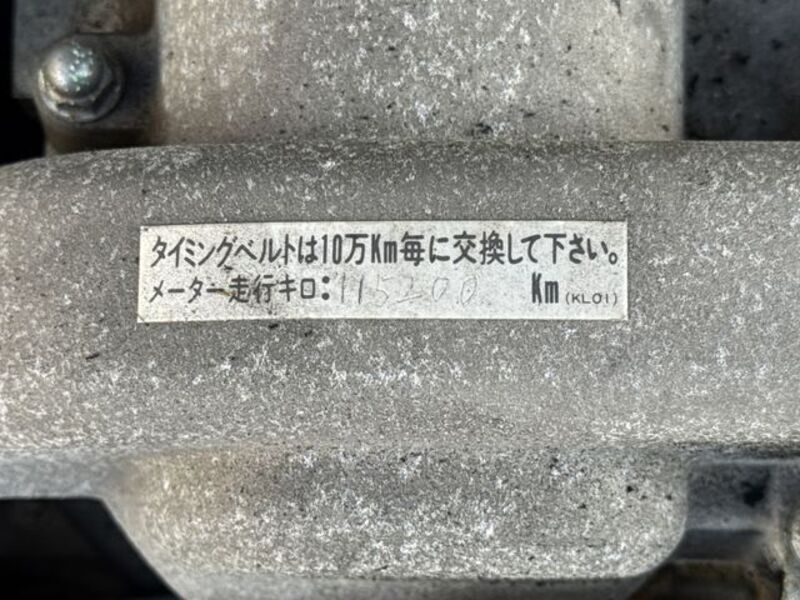 タイミングベルトは10万Km毎に交換して下さい。
メーター走行キロ:115200 Km (KL01)